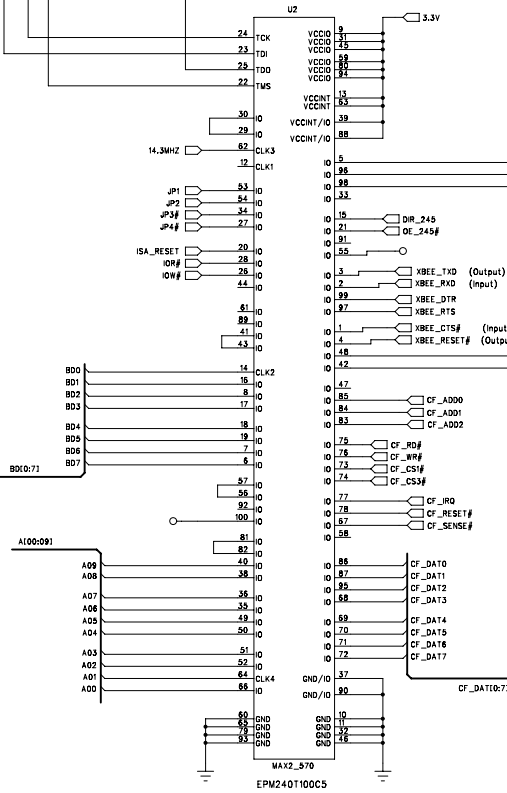 U2
24 TCK
23 TDI
25 TDO
22 TMS
30 IO
29 IO
14.3MHZ 62 CLK3
12 CLK1
JP1 53 IO
JP2 54 IO
JP3# 34 IO
JP4# 27 IO
ISA_RESET 20 IO
IOR# 28 IO
IOW# 26 IO
44 IO
61 IO
89 IO
41 IO
43 IO
BD0 14 CLK2
BD1 16 IO
BD2 8 IO
BD3 17 IO
BD4 18 IO
BD5 19 IO
BD6 7 IO
BD7 6 IO
BD[0:7]
57 IO
56 IO
92 IO
100 IO
A[00:09]
81 IO
82 IO
A09 40 IO
A08 38 IO
A07 36 IO
A06 35 IO
A05 49 IO
A04 50 IO
A03 51 IO
A02 52 IO
A01 64 CLK4
A00 66 IO
60 GND
65 GND
79 GND
93 GND
VCCIO 9 3.3V
VCCIO 31
VCCIO 45
VCCIO 59
VCCIO 80
VCCIO 94
VCCINT 13
VCCINT 63
VCCINT/IO 39
VCCINT/IO 88
IO 5
IO 96
IO 98
IO 33
IO 15 DIR_245
IO 21 OE_245#
IO 91
IO 55
IO 3 XBEE_TXD (Output)
IO 2 XBEE_RXD (Input)
IO 99 XBEE_DTR
IO 97 XBEE_RTS
IO 1 XBEE_CTS# (Input
IO 4 XBEE_RESET# (Outpu
IO 48
IO 42
IO 47
IO 85 CF_ADD0
IO 84 CF_ADD1
IO 83 CF_ADD2
IO 75 CF_RD#
IO 76 CF_WR#
IO 73 CF_CS1#
IO 74 CF_CS3#
IO 77 CF_IRQ
IO 78 CF_RESET#
IO 67 CF_SENSE#
IO 58
IO 86 CF_DAT0
IO 87 CF_DAT1
IO 95 CF_DAT2
IO 68 CF_DAT3
IO 69 CF_DAT4
IO 70 CF_DAT5
IO 71 CF_DAT6
IO 72 CF_DAT7
GND/IO 37
CF_DAT[0:7]
GND/IO 90
GND 10
GND 11
GND 32
GND 46
MAX2_570
EPM240T100C5